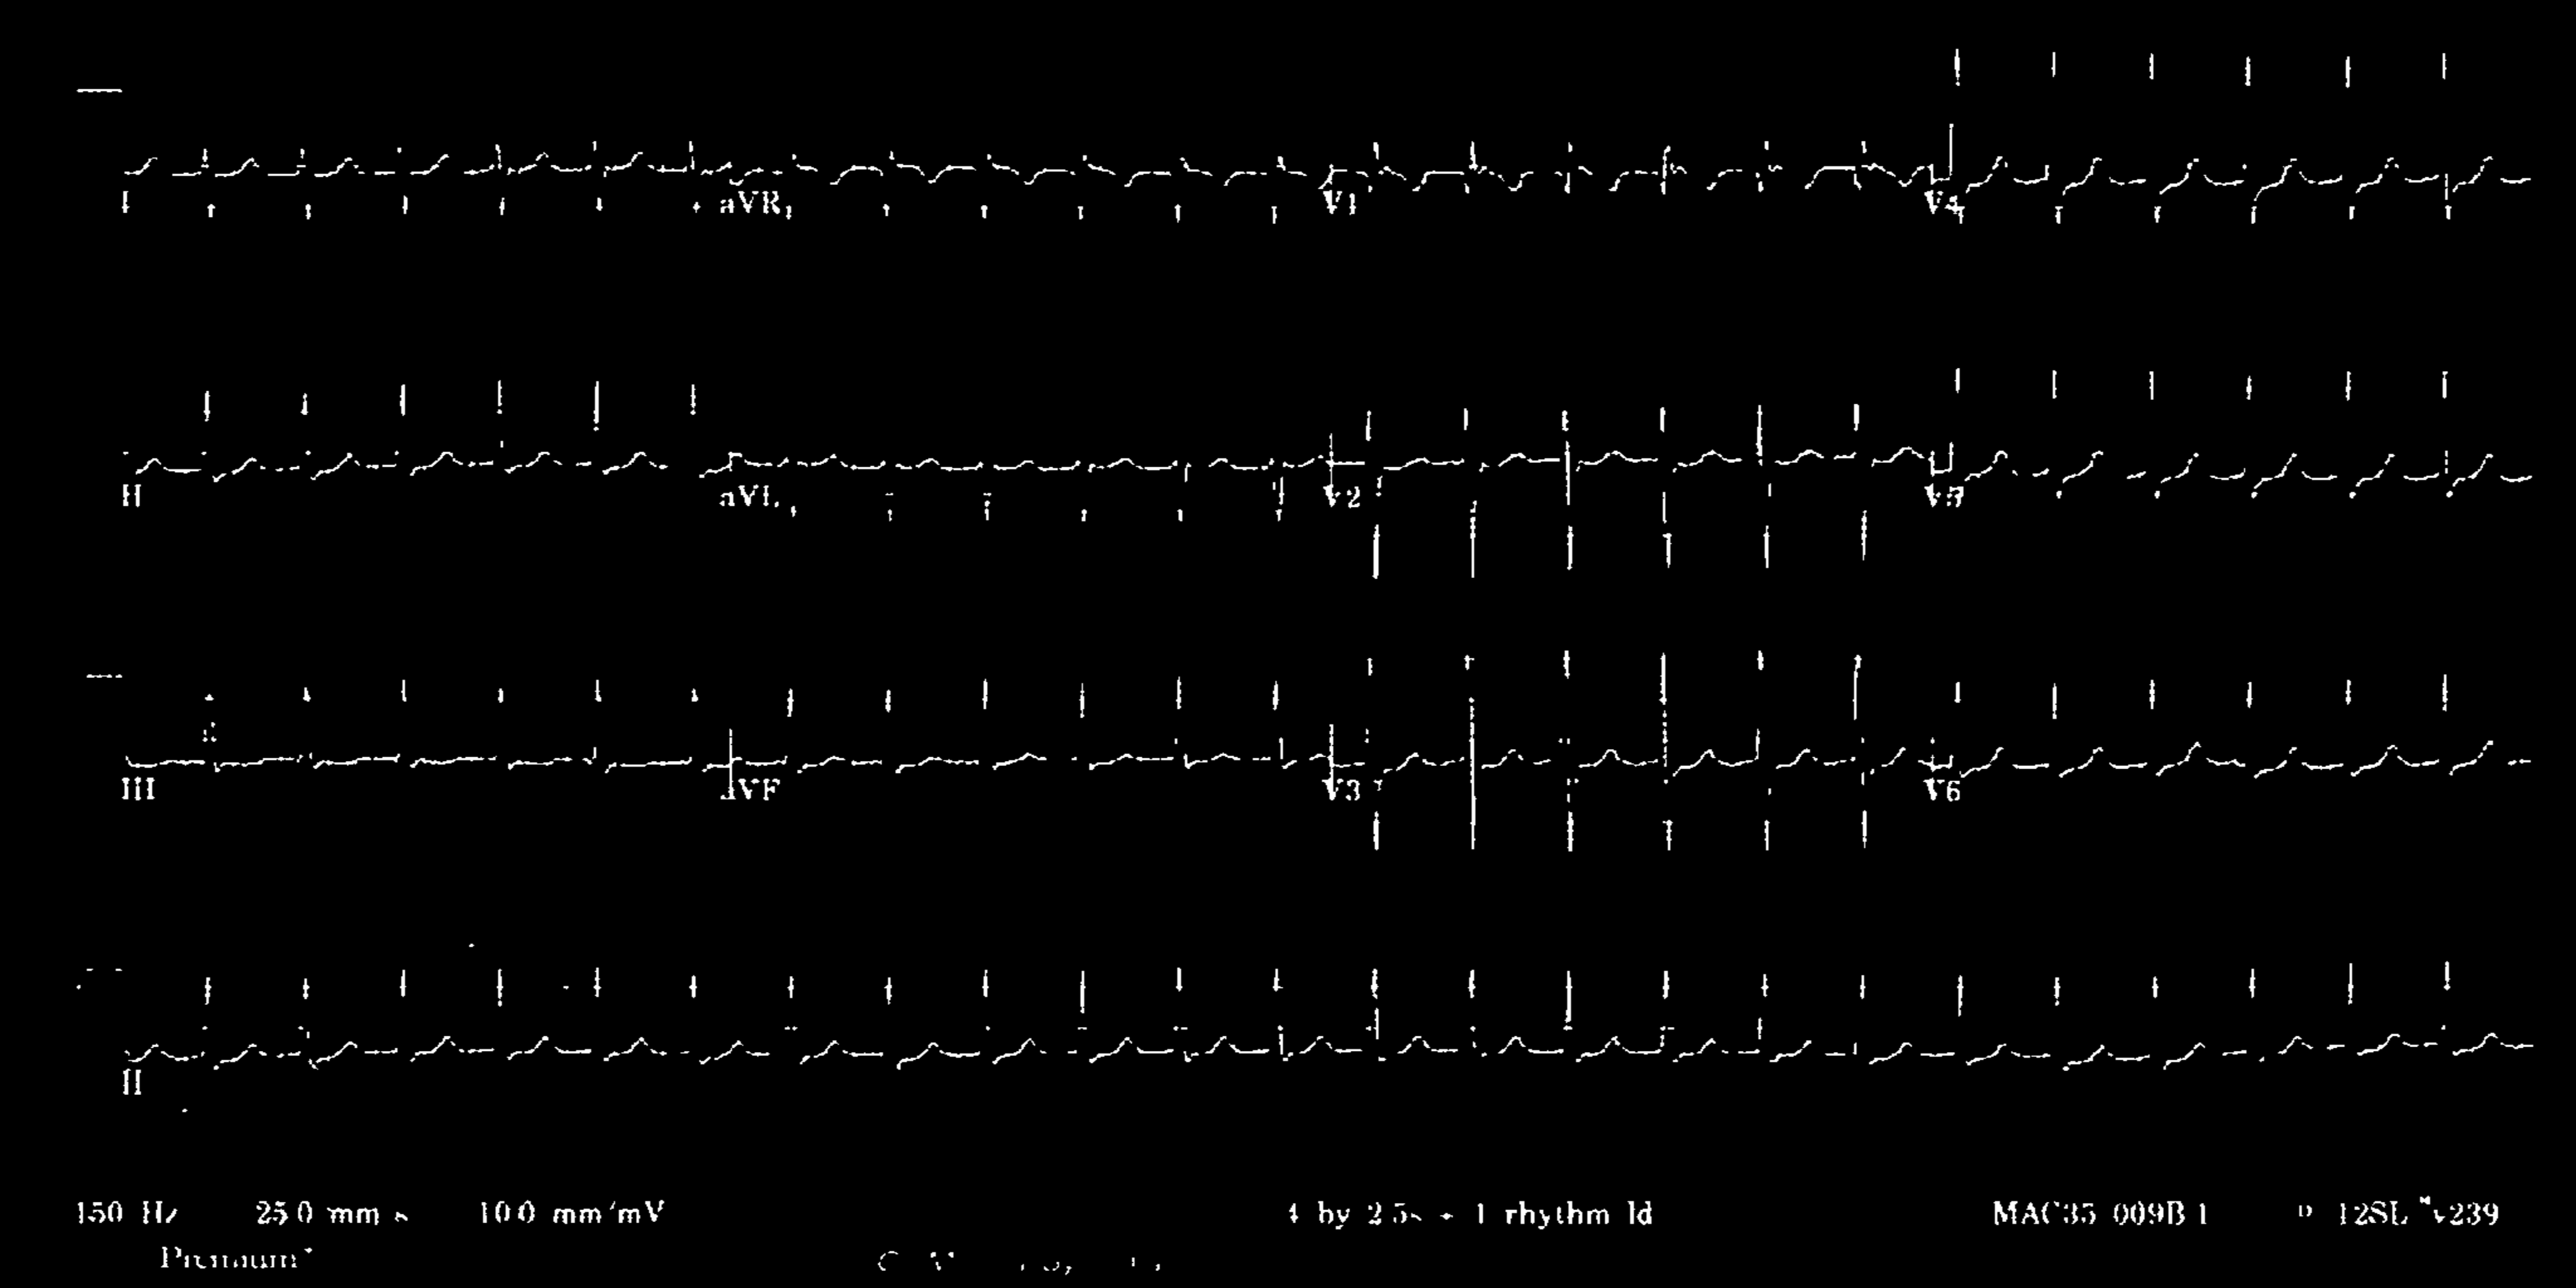 I aVR V1 V4
II aVL V2 V5
III aVF V3 V6
II
150 Hz 25.0 mm/s 10.0 mm/mV 4 by 2.5s + 1 rhythm ld MAC35 009B.1 12SL v239